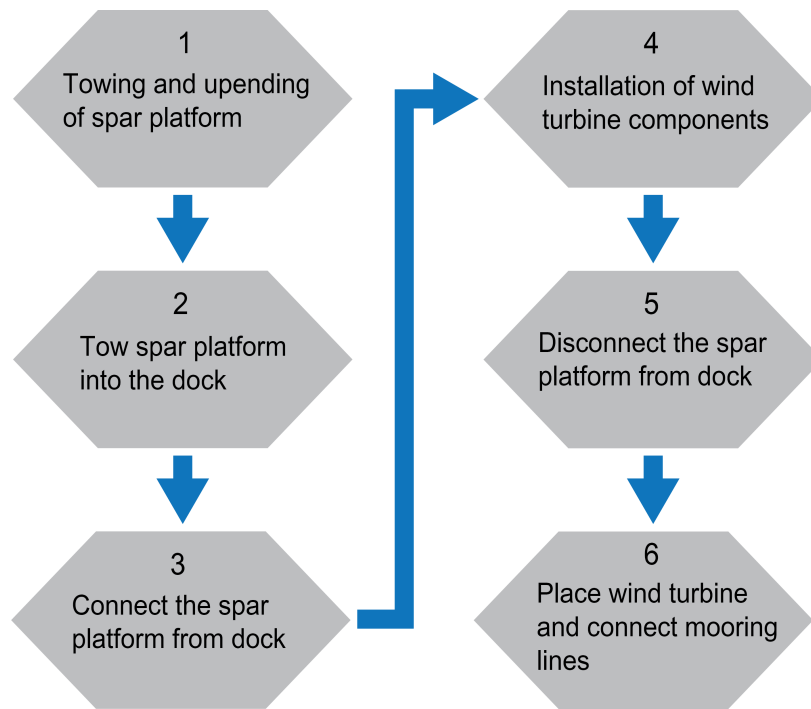 1
Towing and upending
of spar platform
2
Tow spar platform
into the dock
3
Connect the spar
platform from dock
4
Installation of wind
turbine components
5
Disconnect the spar
platform from dock
6
Place wind turbine
and connect mooring
lines